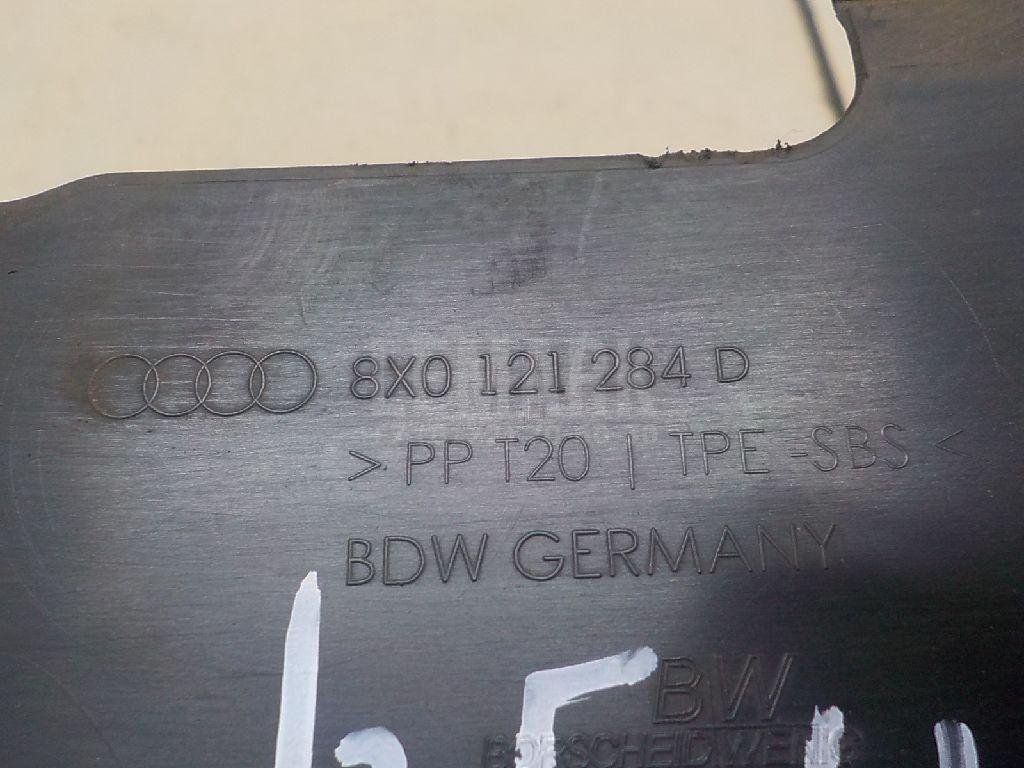 8X0 121 284 D
> PP T20 | TPE-SBS <
BDW GERMANY
BW